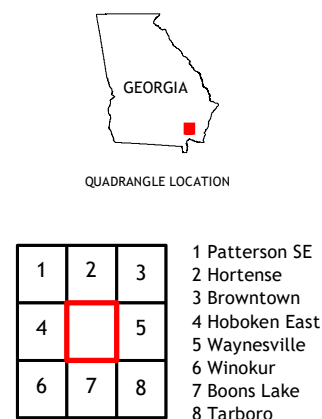 GEORGIA
QUADRANGLE LOCATION
1 2 3
4 5
6 7 8
1 Patterson SE
2 Hortense
3 Browntown
4 Hoboken East
5 Waynesville
6 Winokur
7 Boons Lake
8 Tarboro